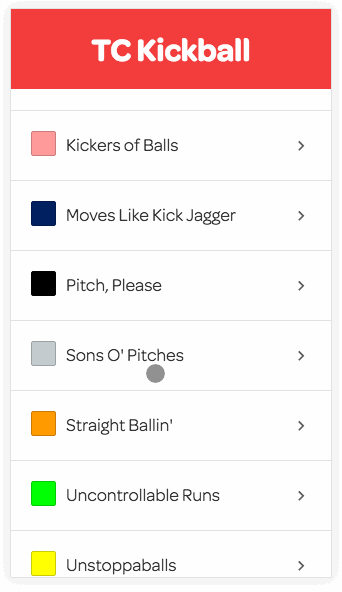 TC Kickball
Kickers of Balls
Moves Like Kick Jagger
Pitch, Please
Sons O' Pitches
Straight Ballin'
Uncontrollable Runs
Unstoppaballs